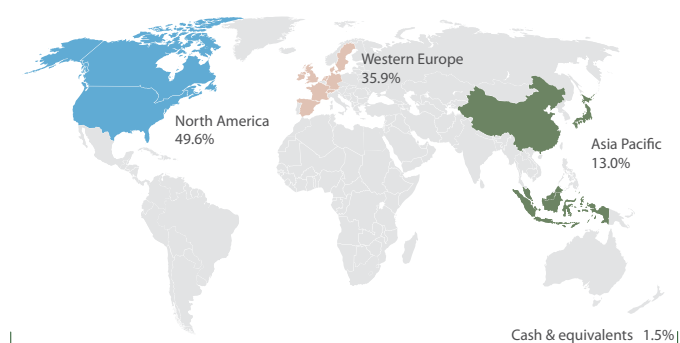 Western Europe
35.9%
North America
49.6%
Asia Pacific
13.0%
Cash & equivalents 1.5%